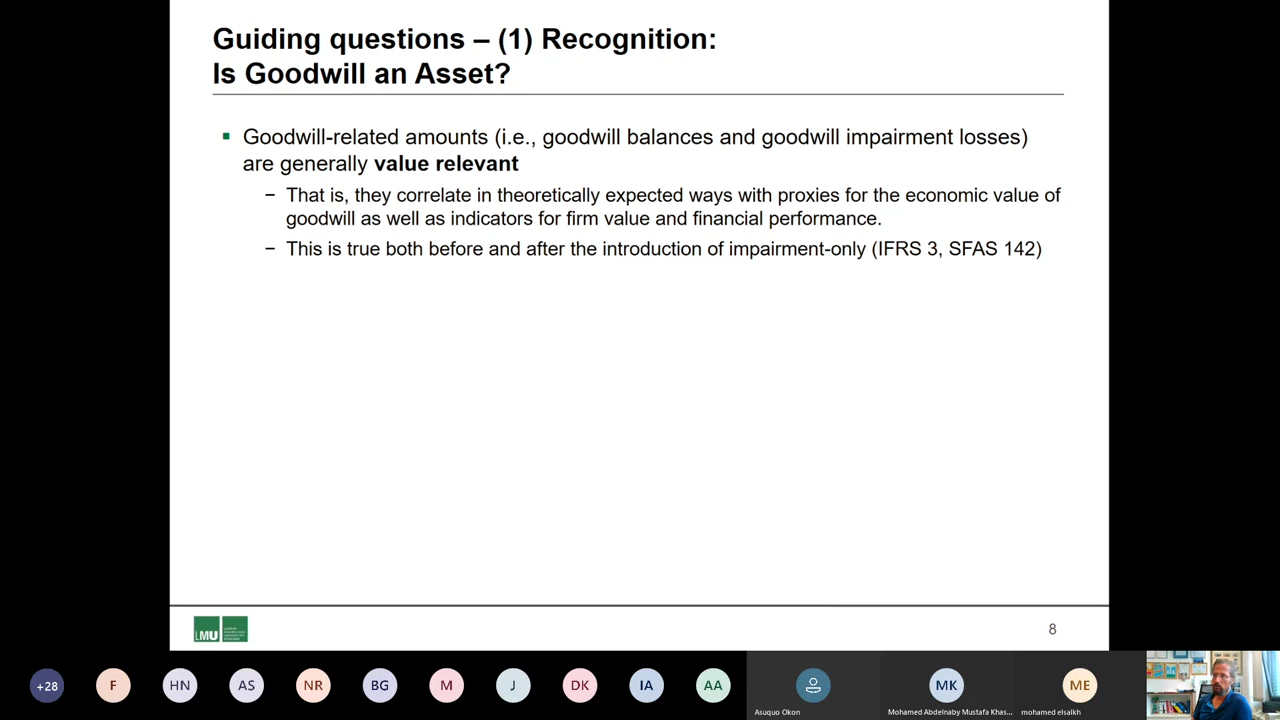 Guiding questions – (1) Recognition:
Is Goodwill an Asset?
Goodwill-related amounts (i.e., goodwill balances and goodwill impairment losses)
are generally value relevant
− That is, they correlate in theoretically expected ways with proxies for the economic value of
goodwill as well as indicators for firm value and financial performance.
− This is true both before and after the introduction of impairment-only (IFRS 3, SFAS 142)
LMU
8
+28
F
HN
AS
NR
BG
M
J
DK
IA
AA
MK
ME
Asuquo Okon
Mohamed Abdelnaby Mustafa Khas...
mohamed elsalkh